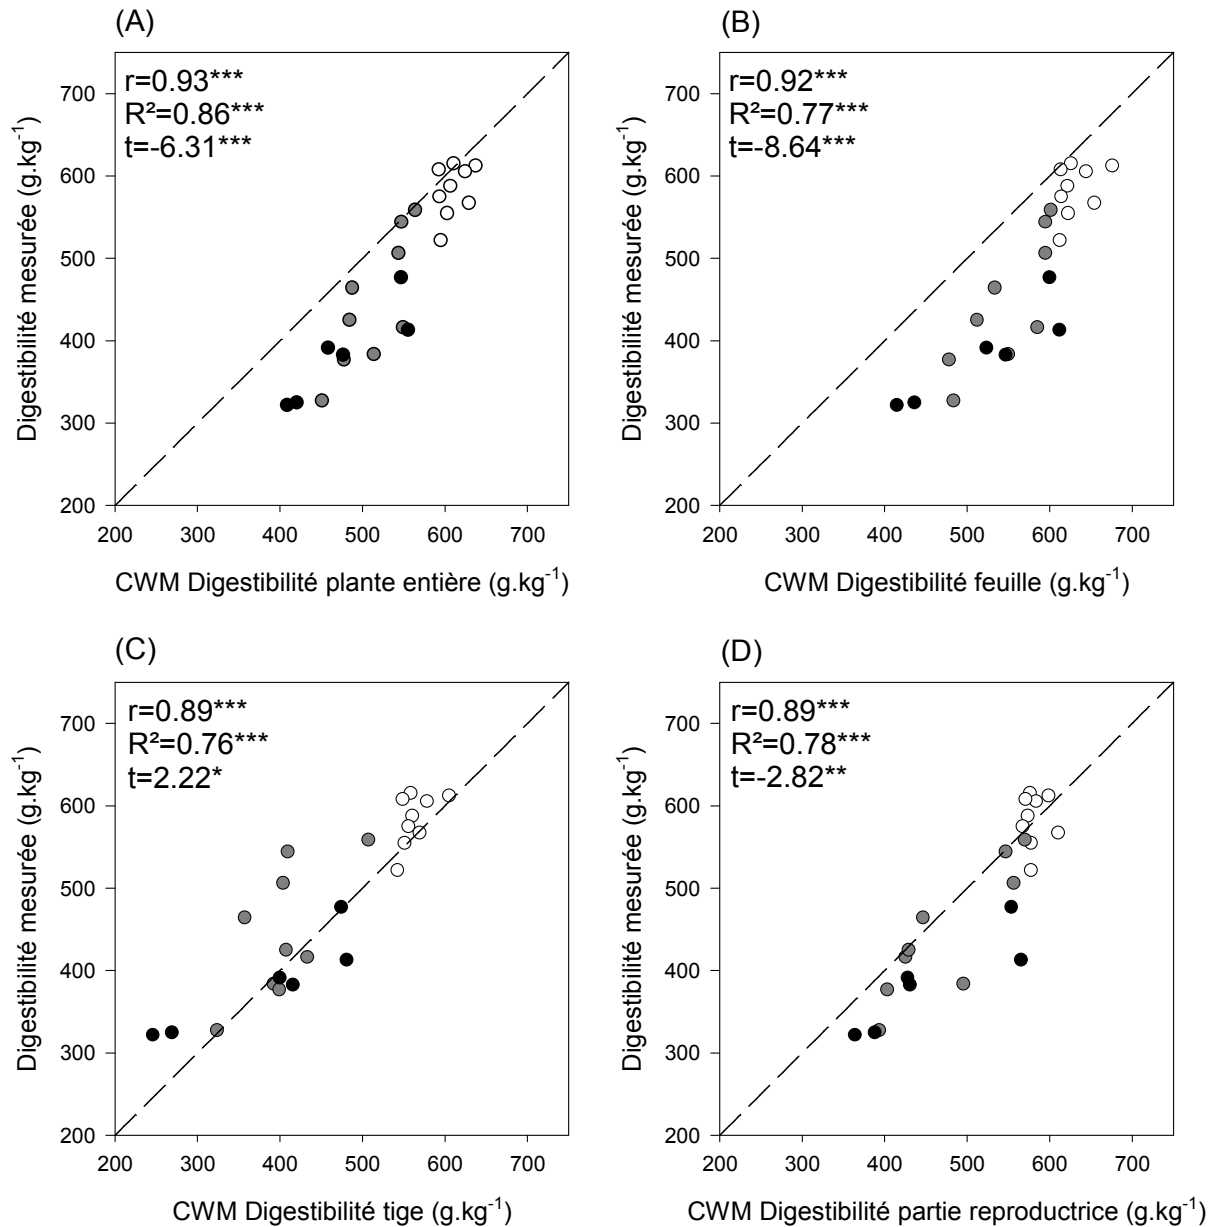 (A)
r=0.93***
R²=0.86***
t=-6.31***
Digestibilité mesurée (g.kg⁻¹)
700
600
500
400
300
200
200 300 400 500 600 700
CWM Digestibilité plante entière (g.kg⁻¹)
(B)
r=0.92***
R²=0.77***
t=-8.64***
Digestibilité mesurée (g.kg⁻¹)
700
600
500
400
300
200
200 300 400 500 600 700
CWM Digestibilité feuille (g.kg⁻¹)
(C)
r=0.89***
R²=0.76***
t=2.22*
Digestibilité mesurée (g.kg⁻¹)
700
600
500
400
300
200
200 300 400 500 600 700
CWM Digestibilité tige (g.kg⁻¹)
(D)
r=0.89***
R²=0.78***
t=-2.82**
Digestibilité mesurée (g.kg⁻¹)
700
600
500
400
300
200
200 300 400 500 600 700
CWM Digestibilité partie reproductrice (g.kg⁻¹)